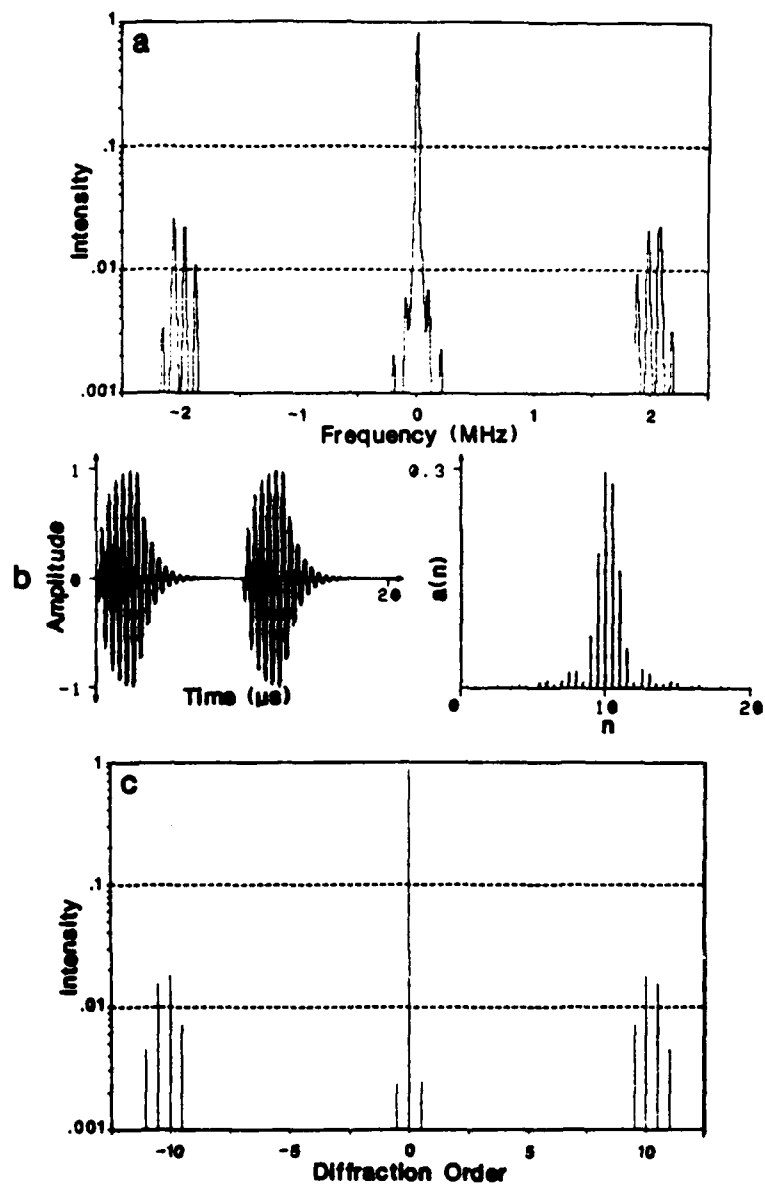 a
1
.1
.01
.001
Intensity
-2 -1 0 1 2
Frequency (MHz)
b
1
0
-1
Amplitude
20
Time (μs)
0.3
a(n)
0 10 20
n
c
1
.1
.01
.001
Intensity
-10 -5 0 5 10
Diffraction Order